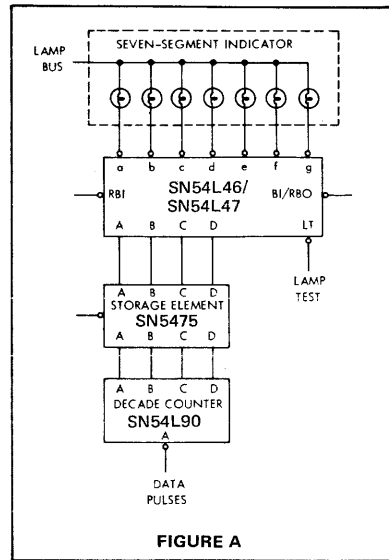 SEVEN-SEGMENT INDICATOR
LAMP
BUS
a b c d e f g
SN54L46/
SN54L47
RBI
BI/RBO
A B C D
LT
LAMP
TEST
A B C D
STORAGE ELEMENT
SN5475
A B C D
A B C D
DECADE COUNTER
SN54L90
A
DATA
PULSES
FIGURE A